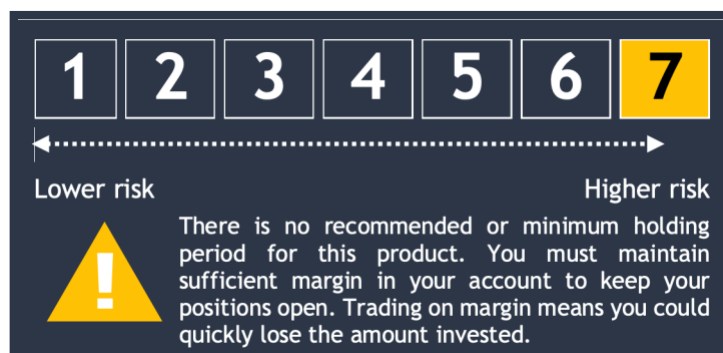 1 2 3 4 5 6 7
Lower risk Higher risk
!
There is no recommended or minimum holding
period for this product. You must maintain
sufficient margin in your account to keep your
positions open. Trading on margin means you could
quickly lose the amount invested.